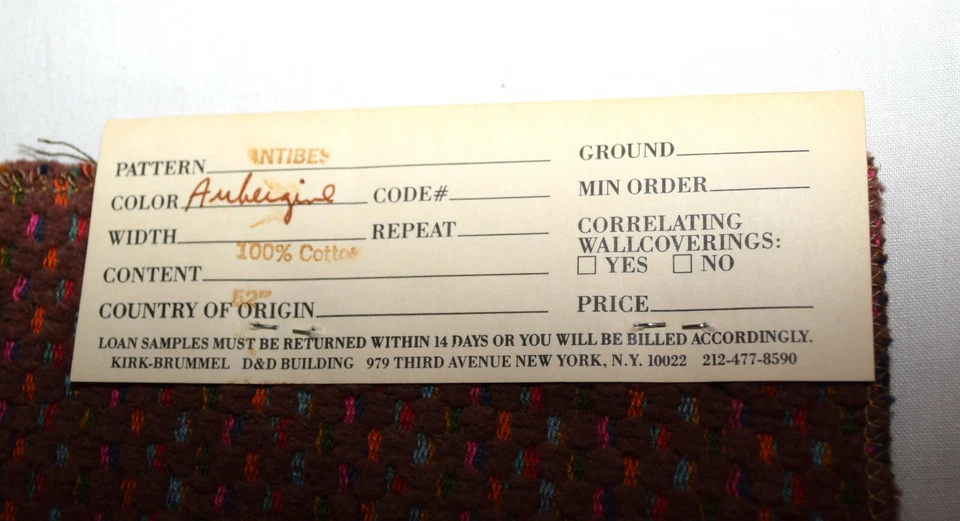 PATTERN ANTIBES
COLOR Aubergine CODE#
WIDTH REPEAT
100% Cotton
CONTENT
52"
COUNTRY OF ORIGIN
GROUND
MIN ORDER
CORRELATING
WALLCOVERINGS:
☐ YES ☐ NO
PRICE
LOAN SAMPLES MUST BE RETURNED WITHIN 14 DAYS OR YOU WILL BE BILLED ACCORDINGLY.
KIRK-BRUMMEL D&D BUILDING 979 THIRD AVENUE NEW YORK, N.Y. 10022 212-477-8590